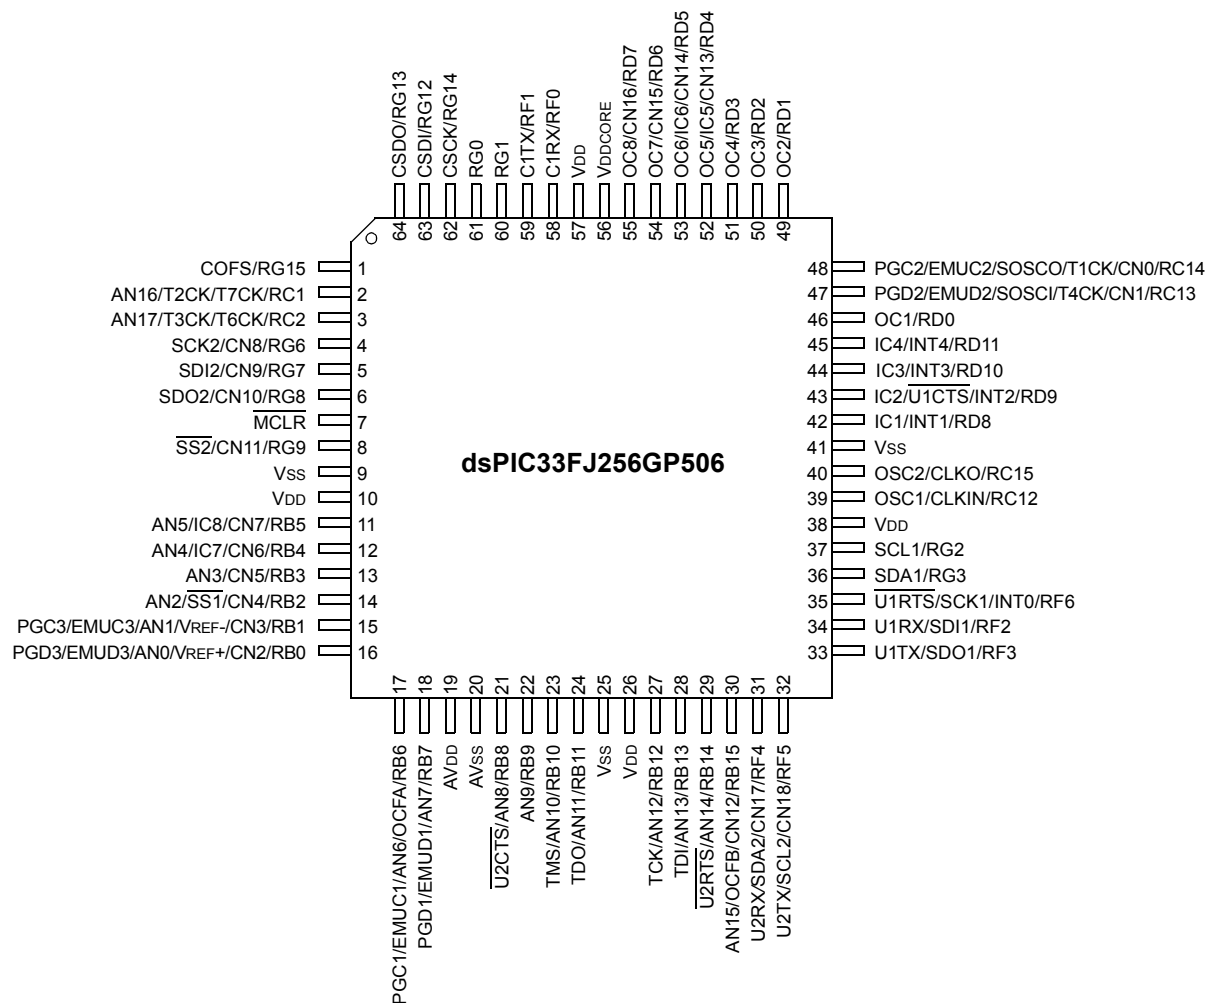 CSDO/RG13
CSDI/RG12
CSCK/RG14
RG0
RG1
C1TX/RF1
C1RX/RF0
VDD
VDDCORE
OC8/CN16/RD7
OC7/CN15/RD6
OC6/IC6/CN14/RD5
OC5/IC5/CN13/RD4
OC4/RD3
OC3/RD2
OC2/RD1
64
63
62
61
60
59
58
57
56
55
54
53
52
51
50
49
COFS/RG15 1
AN16/T2CK/T7CK/RC1 2
AN17/T3CK/T6CK/RC2 3
SCK2/CN8/RG6 4
SDI2/CN9/RG7 5
SDO2/CN10/RG8 6
MCLR 7
SS2/CN11/RG9 8
VSS 9
VDD 10
AN5/IC8/CN7/RB5 11
AN4/IC7/CN6/RB4 12
AN3/CN5/RB3 13
AN2/SS1/CN4/RB2 14
PGC3/EMUC3/AN1/VREF-/CN3/RB1 15
PGD3/EMUD3/AN0/VREF+/CN2/RB0 16
dsPIC33FJ256GP506
48 PGC2/EMUC2/SOSCO/T1CK/CN0/RC14
47 PGD2/EMUD2/SOSCI/T4CK/CN1/RC13
46 OC1/RD0
45 IC4/INT4/RD11
44 IC3/INT3/RD10
43 IC2/U1CTS/INT2/RD9
42 IC1/INT1/RD8
41 VSS
40 OSC2/CLKO/RC15
39 OSC1/CLKIN/RC12
38 VDD
37 SCL1/RG2
36 SDA1/RG3
35 U1RTS/SCK1/INT0/RF6
34 U1RX/SDI1/RF2
33 U1TX/SDO1/RF3
17
18
19
20
21
22
23
24
25
26
27
28
29
30
31
32
PGC1/EMUC1/AN6/OCFA/RB6
PGD1/EMUD1/AN7/RB7
AVDD
AVSS
U2CTS/AN8/RB8
AN9/RB9
TMS/AN10/RB10
TDO/AN11/RB11
VSS
VDD
TCK/AN12/RB12
TDI/AN13/RB13
U2RTS/AN14/RB14
AN15/OCFB/CN12/RB15
U2RX/SDA2/CN17/RF4
U2TX/SCL2/CN18/RF5